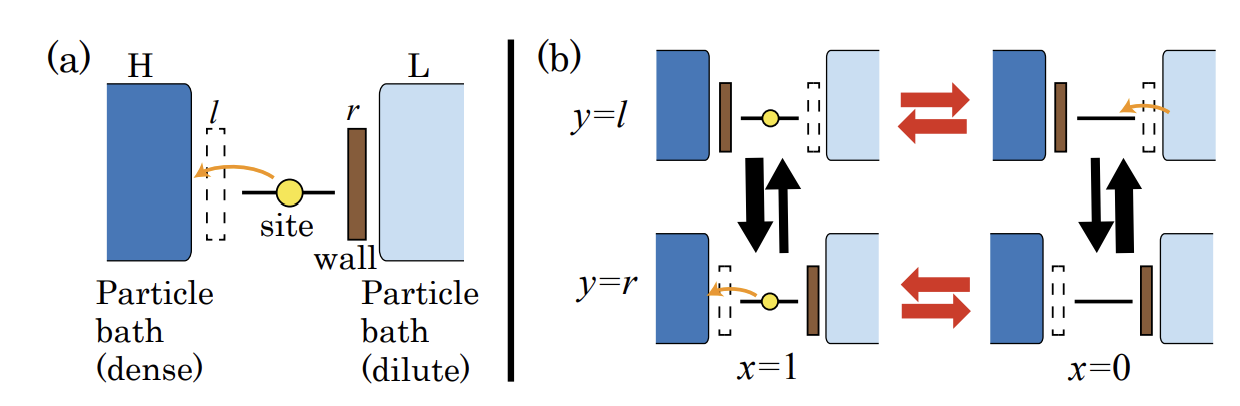 (a)
H
L
l
r
site
wall
Particle
bath
(dense)
Particle
bath
(dilute)
(b)
y=l
y=r
x=1
x=0